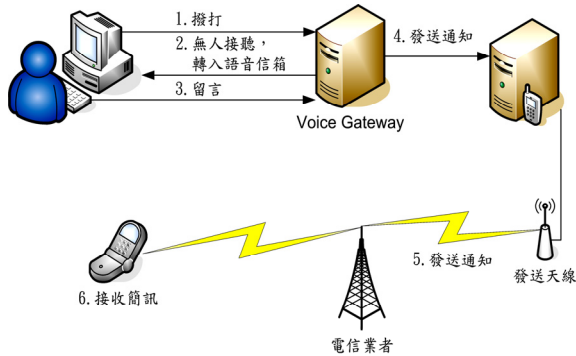 1.撥打
2.無人接聽，
轉入語音信箱
3.留言
4.發送通知
Voice Gateway
5.發送通知
發送天線
6.接收簡訊
電信業者